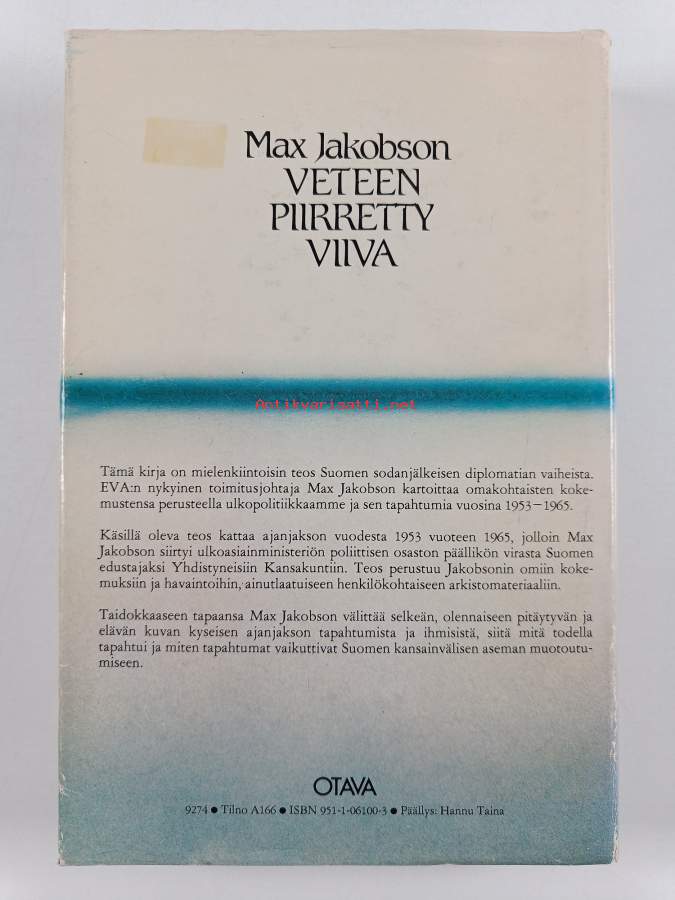 Max Jakobson
VETEEN
PIIRRETTY
VIIVA
Antikvariaatti.net
Tämä kirja on mielenkiintoisin teos Suomen sodanjälkeisen diplomatian vaiheista.
EVA:n nykyinen toimitusjohtaja Max Jakobson kartoittaa omakohtaisten koke-
mustensa perusteella ulkopolitiikkaamme ja sen tapahtumia vuosina 1953–1965.
Käsillä oleva teos kattaa ajanjakson vuodesta 1953 vuoteen 1965, jolloin Max
Jakobson siirtyi ulkoasiainministeriön poliittisen osaston päällikön virasta Suomen
edustajaksi Yhdistyneisiin Kansakuntiin. Teos perustuu Jakobsonin omiin koke-
muksiin ja havaintoihin, ainutlaatuiseen henkilökohtaiseen arkistomateriaaliin.
Taidokkaaseen tapaansa Max Jakobson välittää selkeän, olennaiseen pitäytyvän ja
elävän kuvan kyseisen ajanjakson tapahtumista ja ihmisistä, siitä mitä todella
tapahtui ja miten tapahtumat vaikuttivat Suomen kansainvälisen aseman muotoutu-
miseen.
OTAVA
9274 ● Tilno A166 ● ISBN 951-1-06100-3 ● Päällys: Hannu Taina